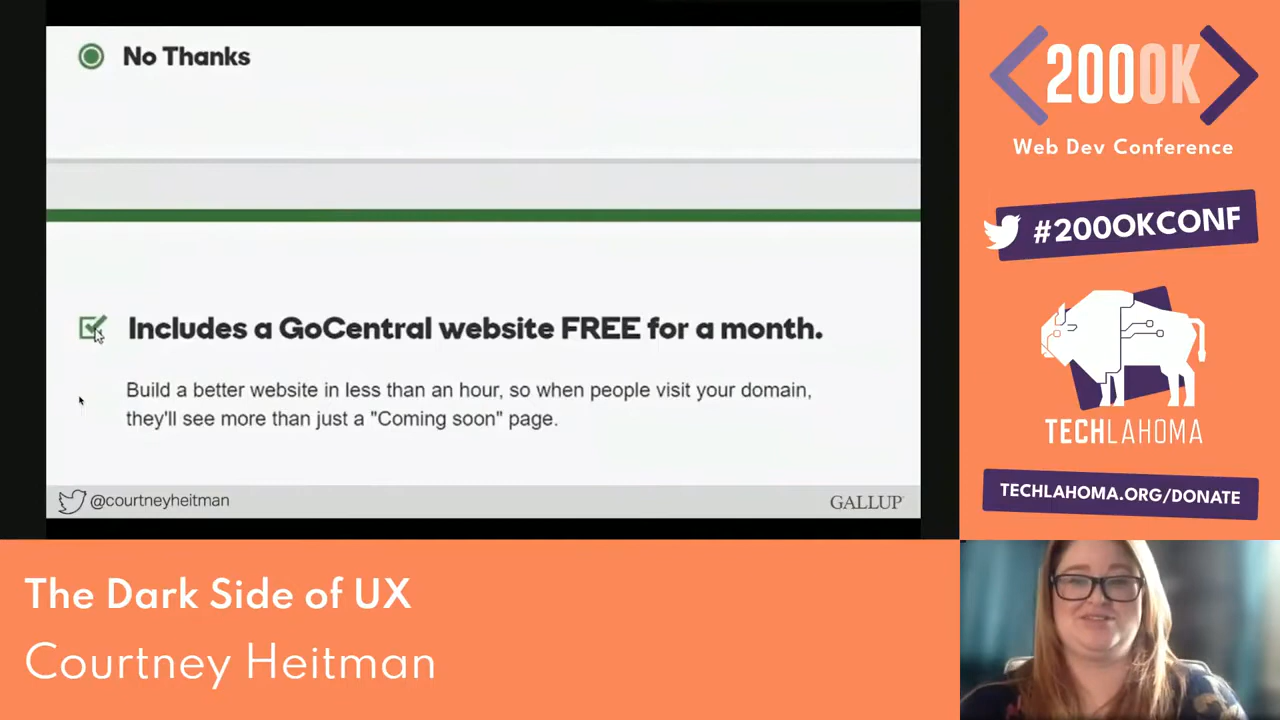 No Thanks
Includes a GoCentral website FREE for a month.
Build a better website in less than an hour, so when people visit your domain,
they'll see more than just a "Coming soon" page.
@courtneyheitman
GALLUP
200OK
Web Dev Conference
#200OKCONF
TECHLAHOMA
TECHLAHOMA.ORG/DONATE
The Dark Side of UX
Courtney Heitman